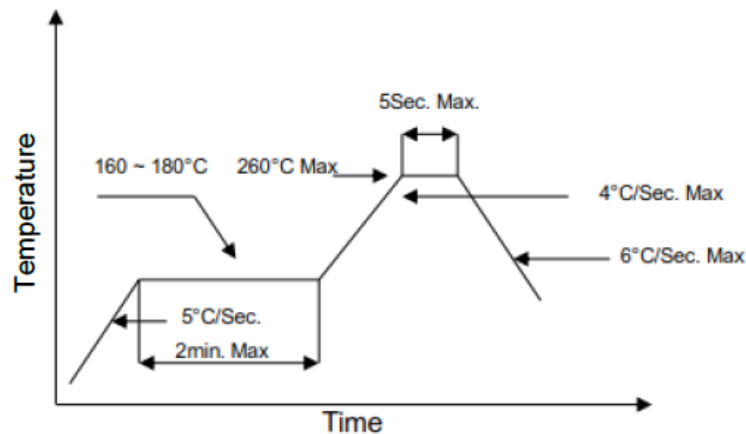 5Sec. Max.
160 ~ 180°C
260°C Max
4°C/Sec. Max
6°C/Sec. Max
5°C/Sec.
2min. Max
Temperature
Time